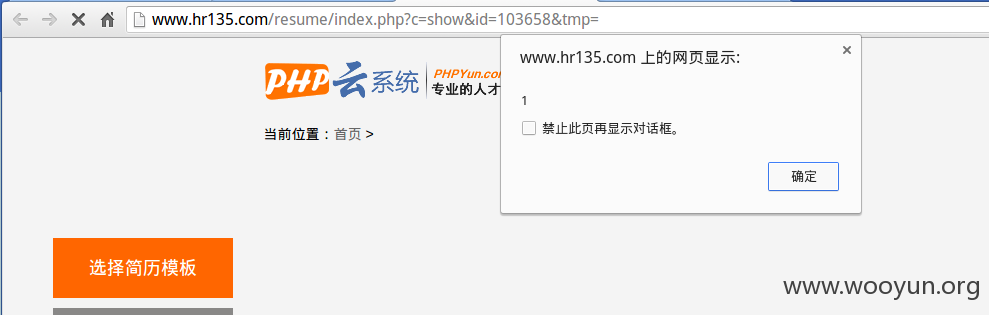 www.hr135.com/resume/index.php?c=show&id=103658&tmp=
www.hr135.com 上的网页显示:
×
1
禁止此页再显示对话框。
确定
PHP云系统
PHPYun.com
专业的人才
当前位置：首页 >
选择简历模板
www.wooyun.org